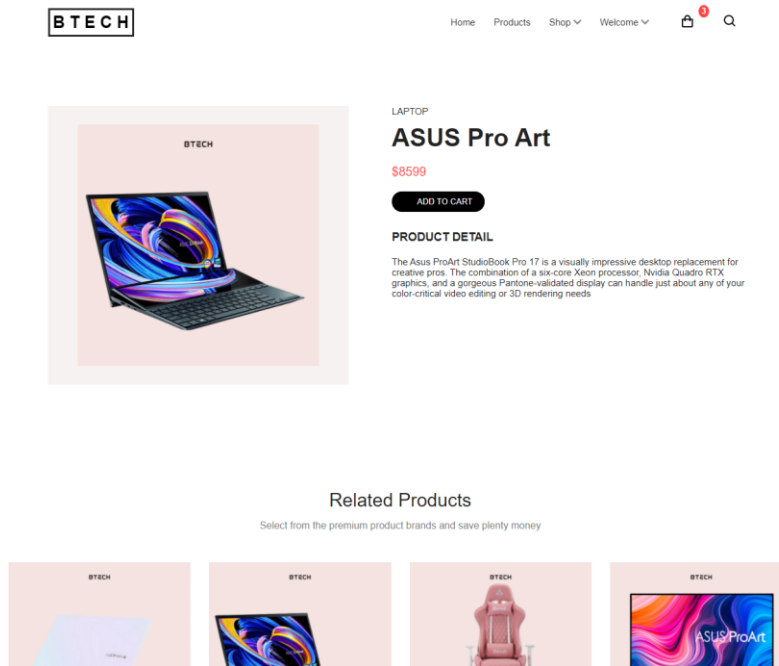 BTECH
Home Products Shop Welcome 3
LAPTOP
ASUS Pro Art
$8599
ADD TO CART
PRODUCT DETAIL
The Asus ProArt StudioBook Pro 17 is a visually impressive desktop replacement for
creative pros. The combination of a six-core Xeon processor, Nvidia Quadro RTX
graphics, and a gorgeous Pantone-validated display can handle just about any of your
color-critical video editing or 3D rendering needs
BTECH
Related Products
Select from the premium product brands and save plenty money
BTECH BTECH BTECH BTECH
ASUS ProArt